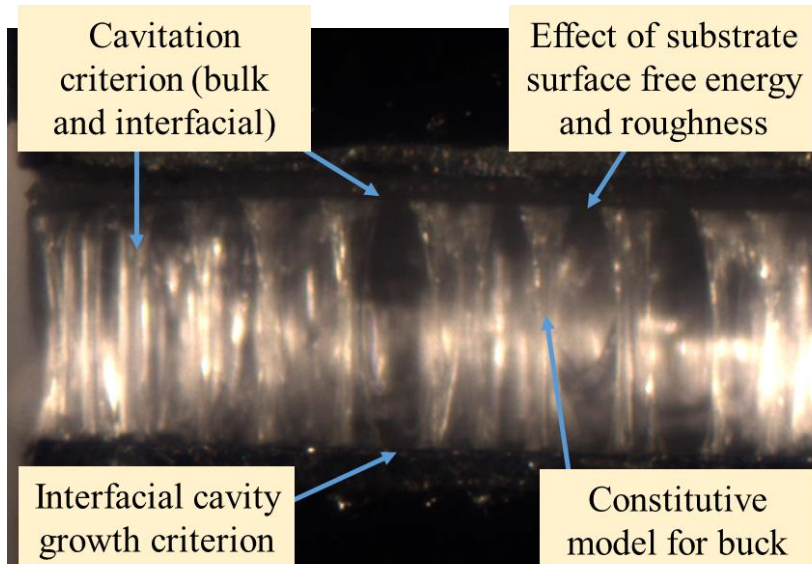 Cavitation
criterion (bulk
and interfacial)
Effect of substrate
surface free energy
and roughness
Interfacial cavity
growth criterion
Constitutive
model for buck